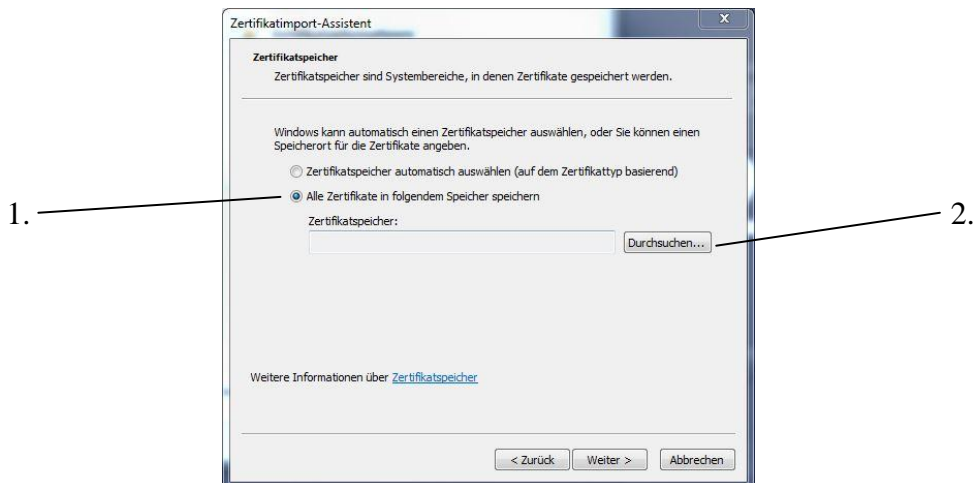 Zertifikatimport-Assistent
Zertifikatspeicher
Zertifikatspeicher sind Systembereiche, in denen Zertifikate gespeichert werden.
Windows kann automatisch einen Zertifikatspeicher auswählen, oder Sie können einen
Speicherort für die Zertifikate angeben.
Zertifikatspeicher automatisch auswählen (auf dem Zertifikattyp basierend)
1. Alle Zertifikate in folgendem Speicher speichern
Zertifikatspeicher:
Durchsuchen... 2.
Weitere Informationen über Zertifikatspeicher
< Zurück Weiter > Abbrechen